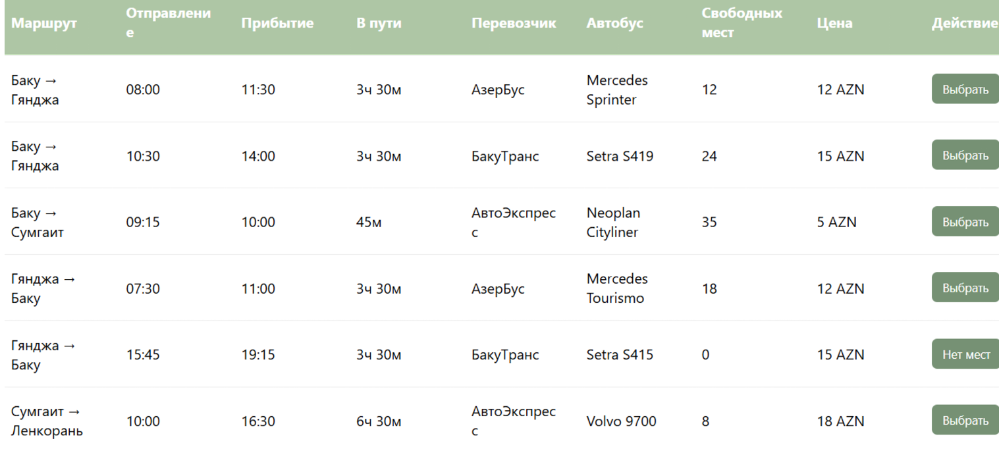 Маршрут Отправлени
е Прибытие В пути Перевозчик Автобус Свободных
мест Цена Действие
Баку →
Гянджа 08:00 11:30 3ч 30м АзерБус Mercedes
Sprinter 12 12 AZN Выбрать
Баку →
Гянджа 10:30 14:00 3ч 30м БакуТранс Setra S419 24 15 AZN Выбрать
Баку →
Сумгаит 09:15 10:00 45м АвтоЭкспрес
с Neoplan
Cityliner 35 5 AZN Выбрать
Гянджа →
Баку 07:30 11:00 3ч 30м АзерБус Mercedes
Tourismo 18 12 AZN Выбрать
Гянджа →
Баку 15:45 19:15 3ч 30м БакуТранс Setra S415 0 15 AZN Нет мест
Сумгаит →
Ленкорань 10:00 16:30 6ч 30м АвтоЭкспрес
с Volvo 9700 8 18 AZN Выбрать